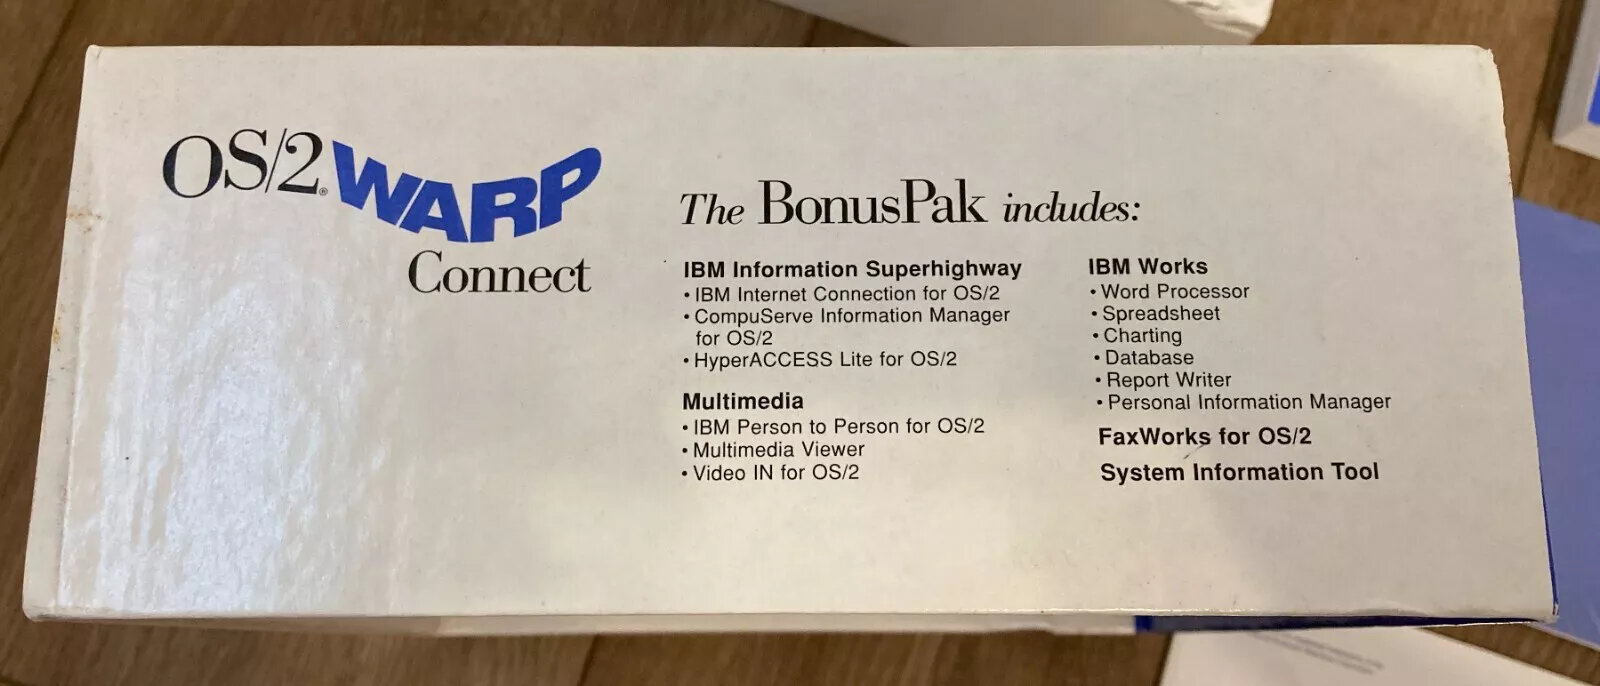 OS/2® WARP
Connect
The BonusPak includes:
IBM Information Superhighway
• IBM Internet Connection for OS/2
• CompuServe Information Manager
for OS/2
• HyperACCESS Lite for OS/2
Multimedia
• IBM Person to Person for OS/2
• Multimedia Viewer
• Video IN for OS/2
IBM Works
• Word Processor
• Spreadsheet
• Charting
• Database
• Report Writer
• Personal Information Manager
FaxWorks for OS/2
System Information Tool